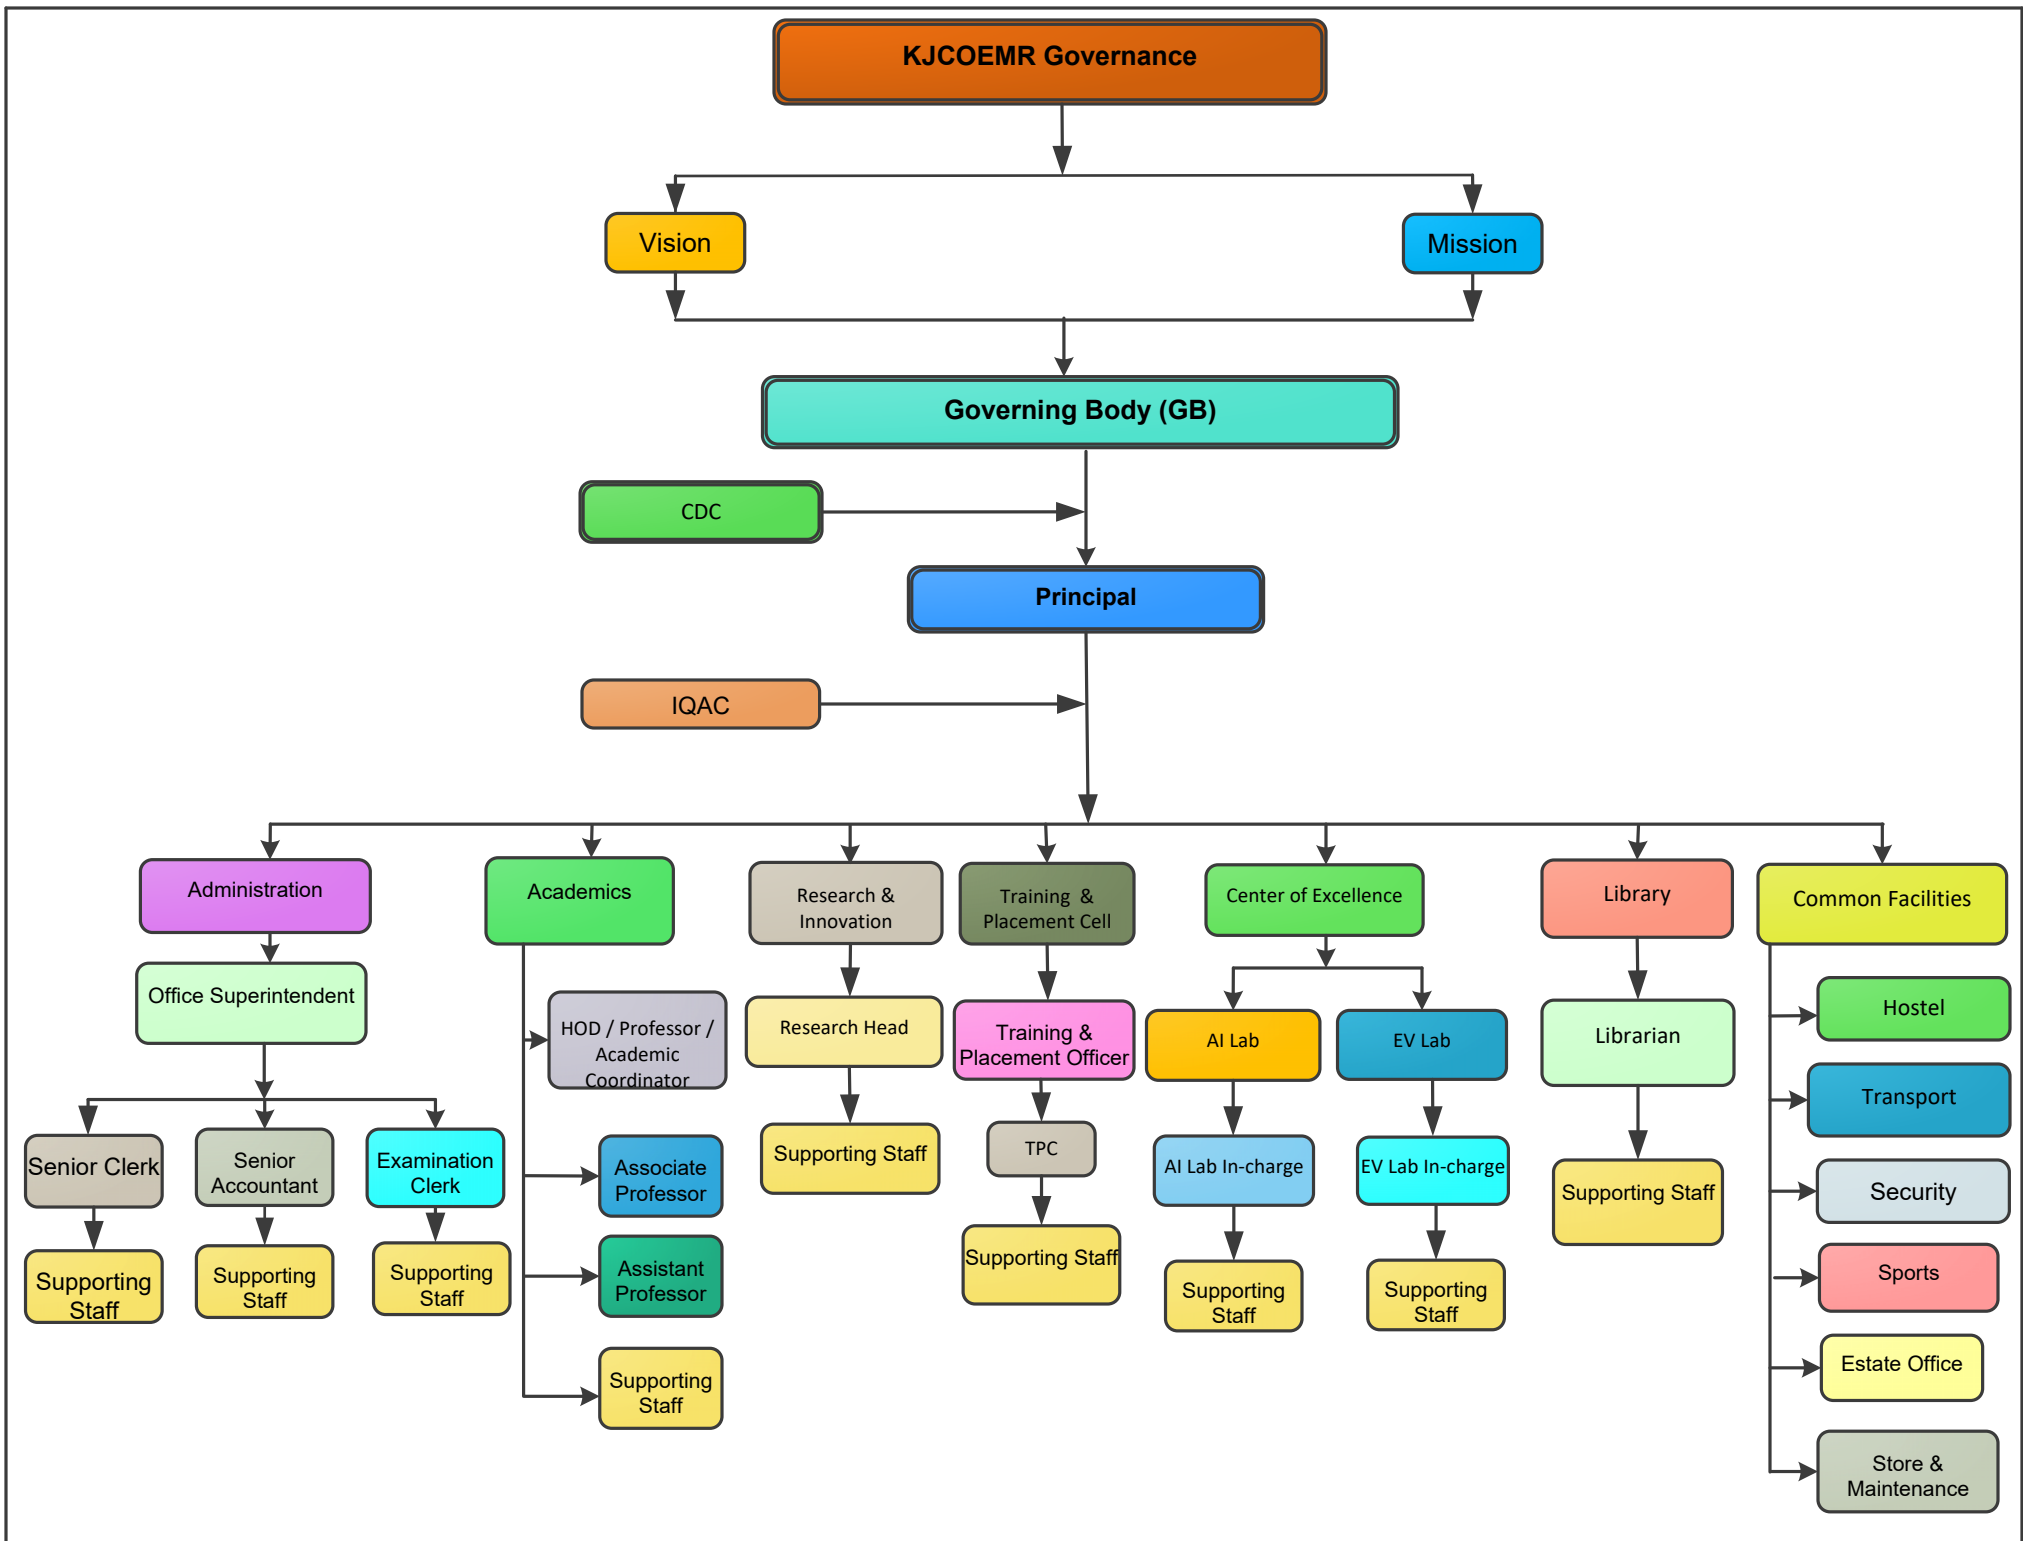 KJCOEMR Governance
Vision
Mission
Governing Body (GB)
CDC
Principal
IQAC
Administration
Academics
Research &
Innovation
Training  &
Placement Cell
Center of Excellence
Library
Common Facilities
Office Superintendent
HOD / Professor /
Academic
Coordinator
Research Head
Training &
Placement Officer
AI Lab
EV Lab
Librarian
Hostel
Transport
Senior Clerk
Senior
Accountant
Examination
Clerk
Associate
Professor
Supporting Staff
TPC
AI Lab In-charge
EV Lab In-charge
Supporting Staff
Security
Supporting
Staff
Supporting
Staff
Supporting
Staff
Assistant
Professor
Supporting Staff
Supporting
Staff
Supporting
Staff
Sports
Estate Office
Supporting
Staff
Store &
Maintenance